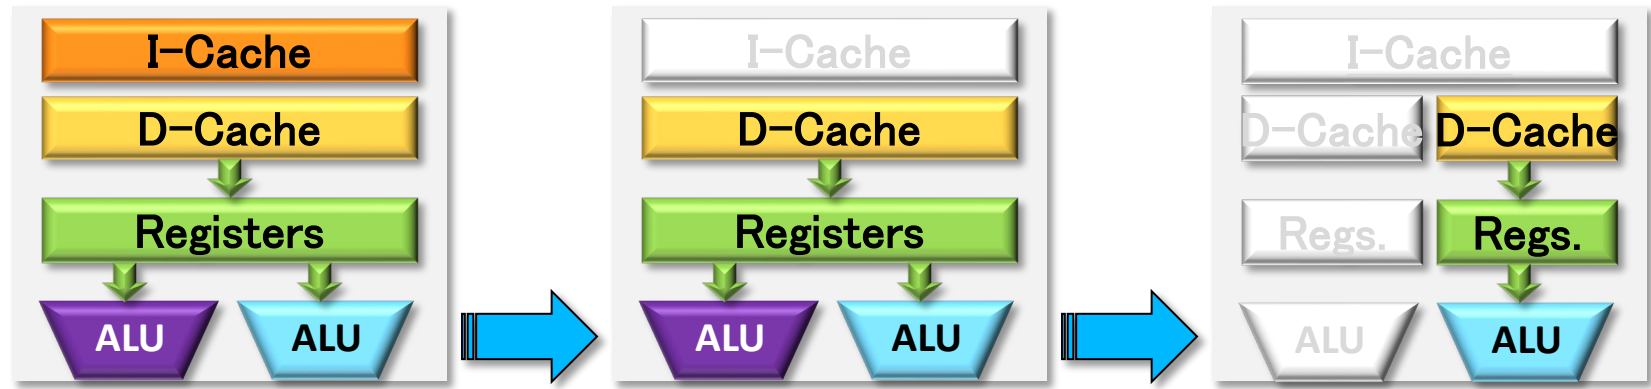 I-Cache
D-Cache
Registers
ALU ALU
I-Cache
D-Cache
Registers
ALU ALU
I-Cache
D-Cache D-Cache
Regs. Regs.
ALU ALU